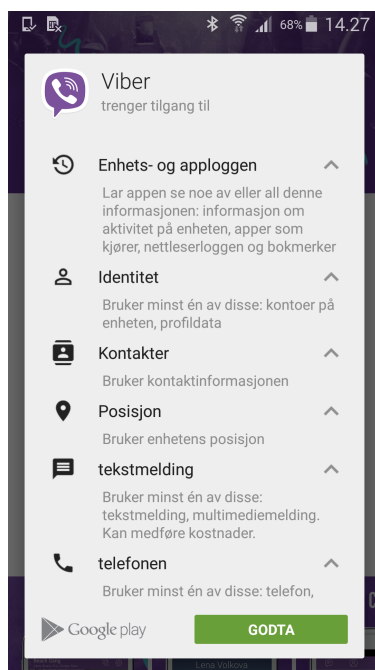 68% 14.27
Viber
trenger tilgang til
Enhets- og apploggen
Lar appen se noe av eller all denne
informasjonen: informasjon om
aktivitet på enheten, apper som
kjører, nettleserloggen og bokmerker
Identitet
Bruker minst én av disse: kontoer på
enheten, profildata
Kontakter
Bruker kontaktinformasjonen
Posisjon
Bruker enhetens posisjon
tekstmelding
Bruker minst én av disse:
tekstmelding, multimediemelding.
Kan medføre kostnader.
telefonen
Bruker minst én av disse: telefon,
Google play
GODTA
Lena Volkova